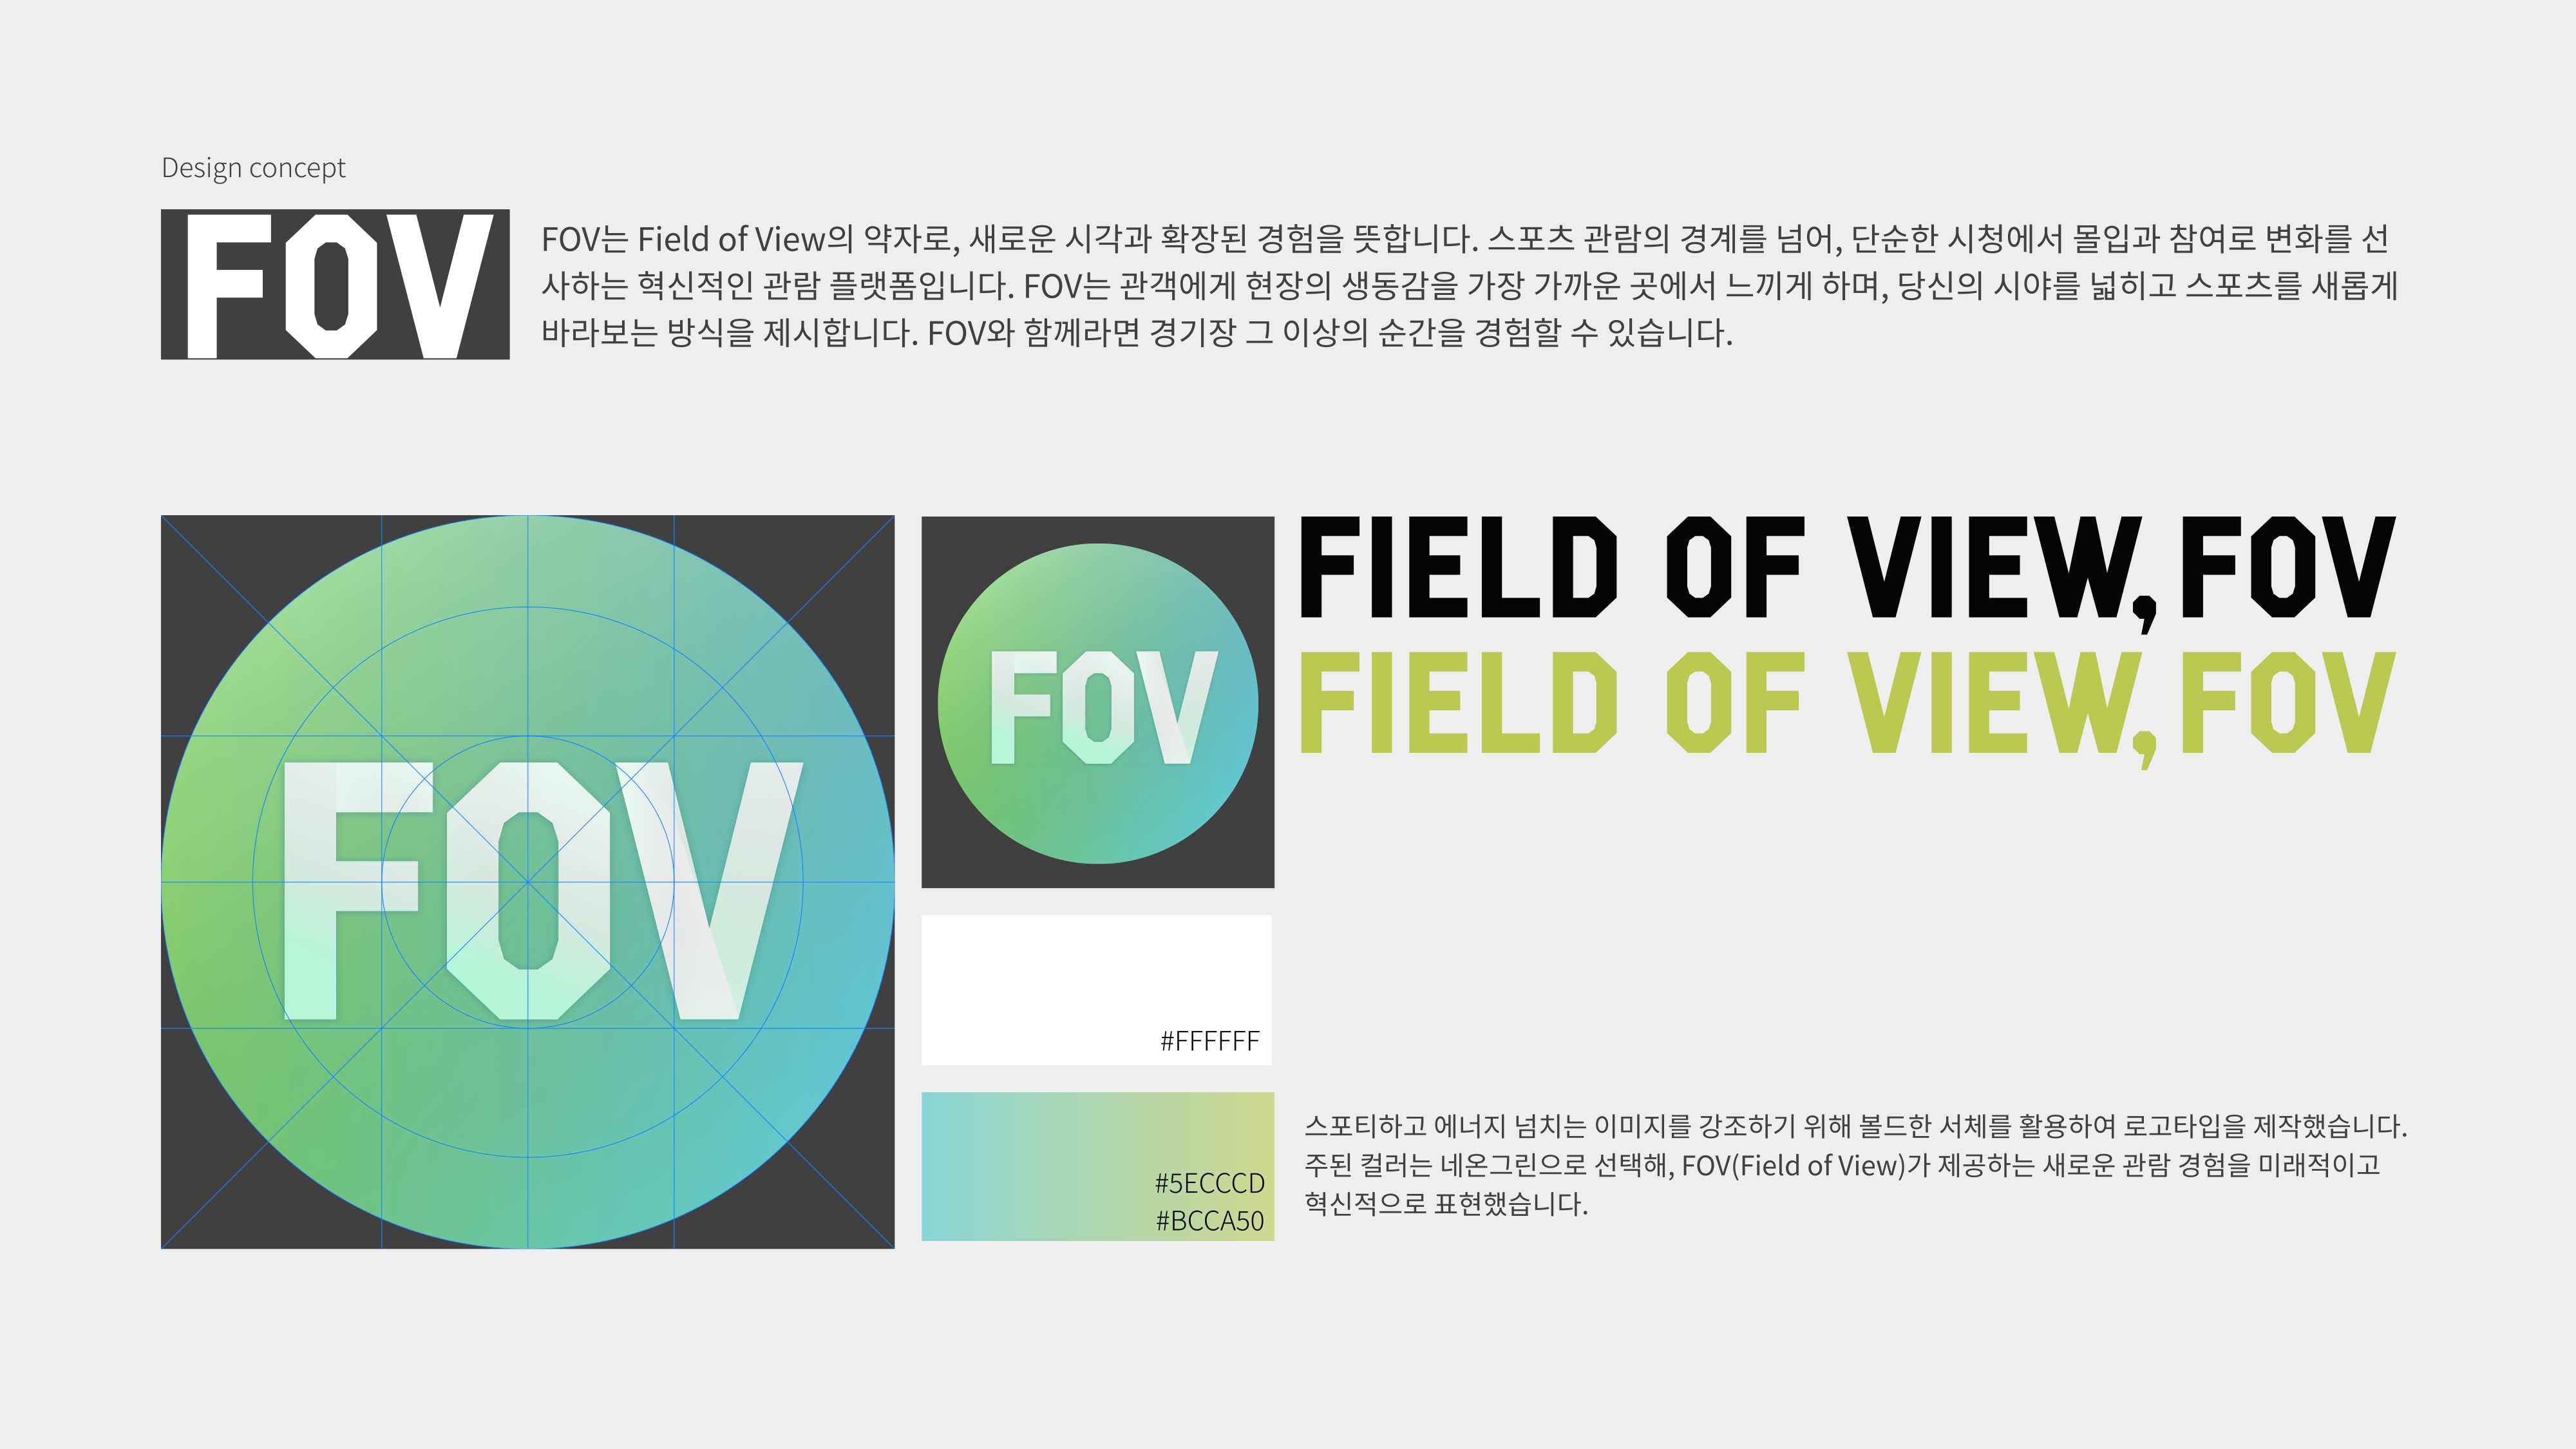 Design concept
FOV
FOV는 Field of View의 약자로, 새로운 시각과 확장된 경험을 뜻합니다. 스포츠 관람의 경계를 넘어, 단순한 시청에서 몰입과 참여로 변화를 선
사하는 혁신적인 관람 플랫폼입니다. FOV는 관객에게 현장의 생동감을 가장 가까운 곳에서 느끼게 하며, 당신의 시야를 넓히고 스포츠를 새롭게
바라보는 방식을 제시합니다. FOV와 함께라면 경기장 그 이상의 순간을 경험할 수 있습니다.
FOV
FOV
FIELD OF VIEW, FOV
FIELD OF VIEW, FOV
#FFFFFF
#5ECCCD
#BCCA50
스포티하고 에너지 넘치는 이미지를 강조하기 위해 볼드한 서체를 활용하여 로고타입을 제작했습니다.
주된 컬러는 네온그린으로 선택해, FOV(Field of View)가 제공하는 새로운 관람 경험을 미래적이고
혁신적으로 표현했습니다.